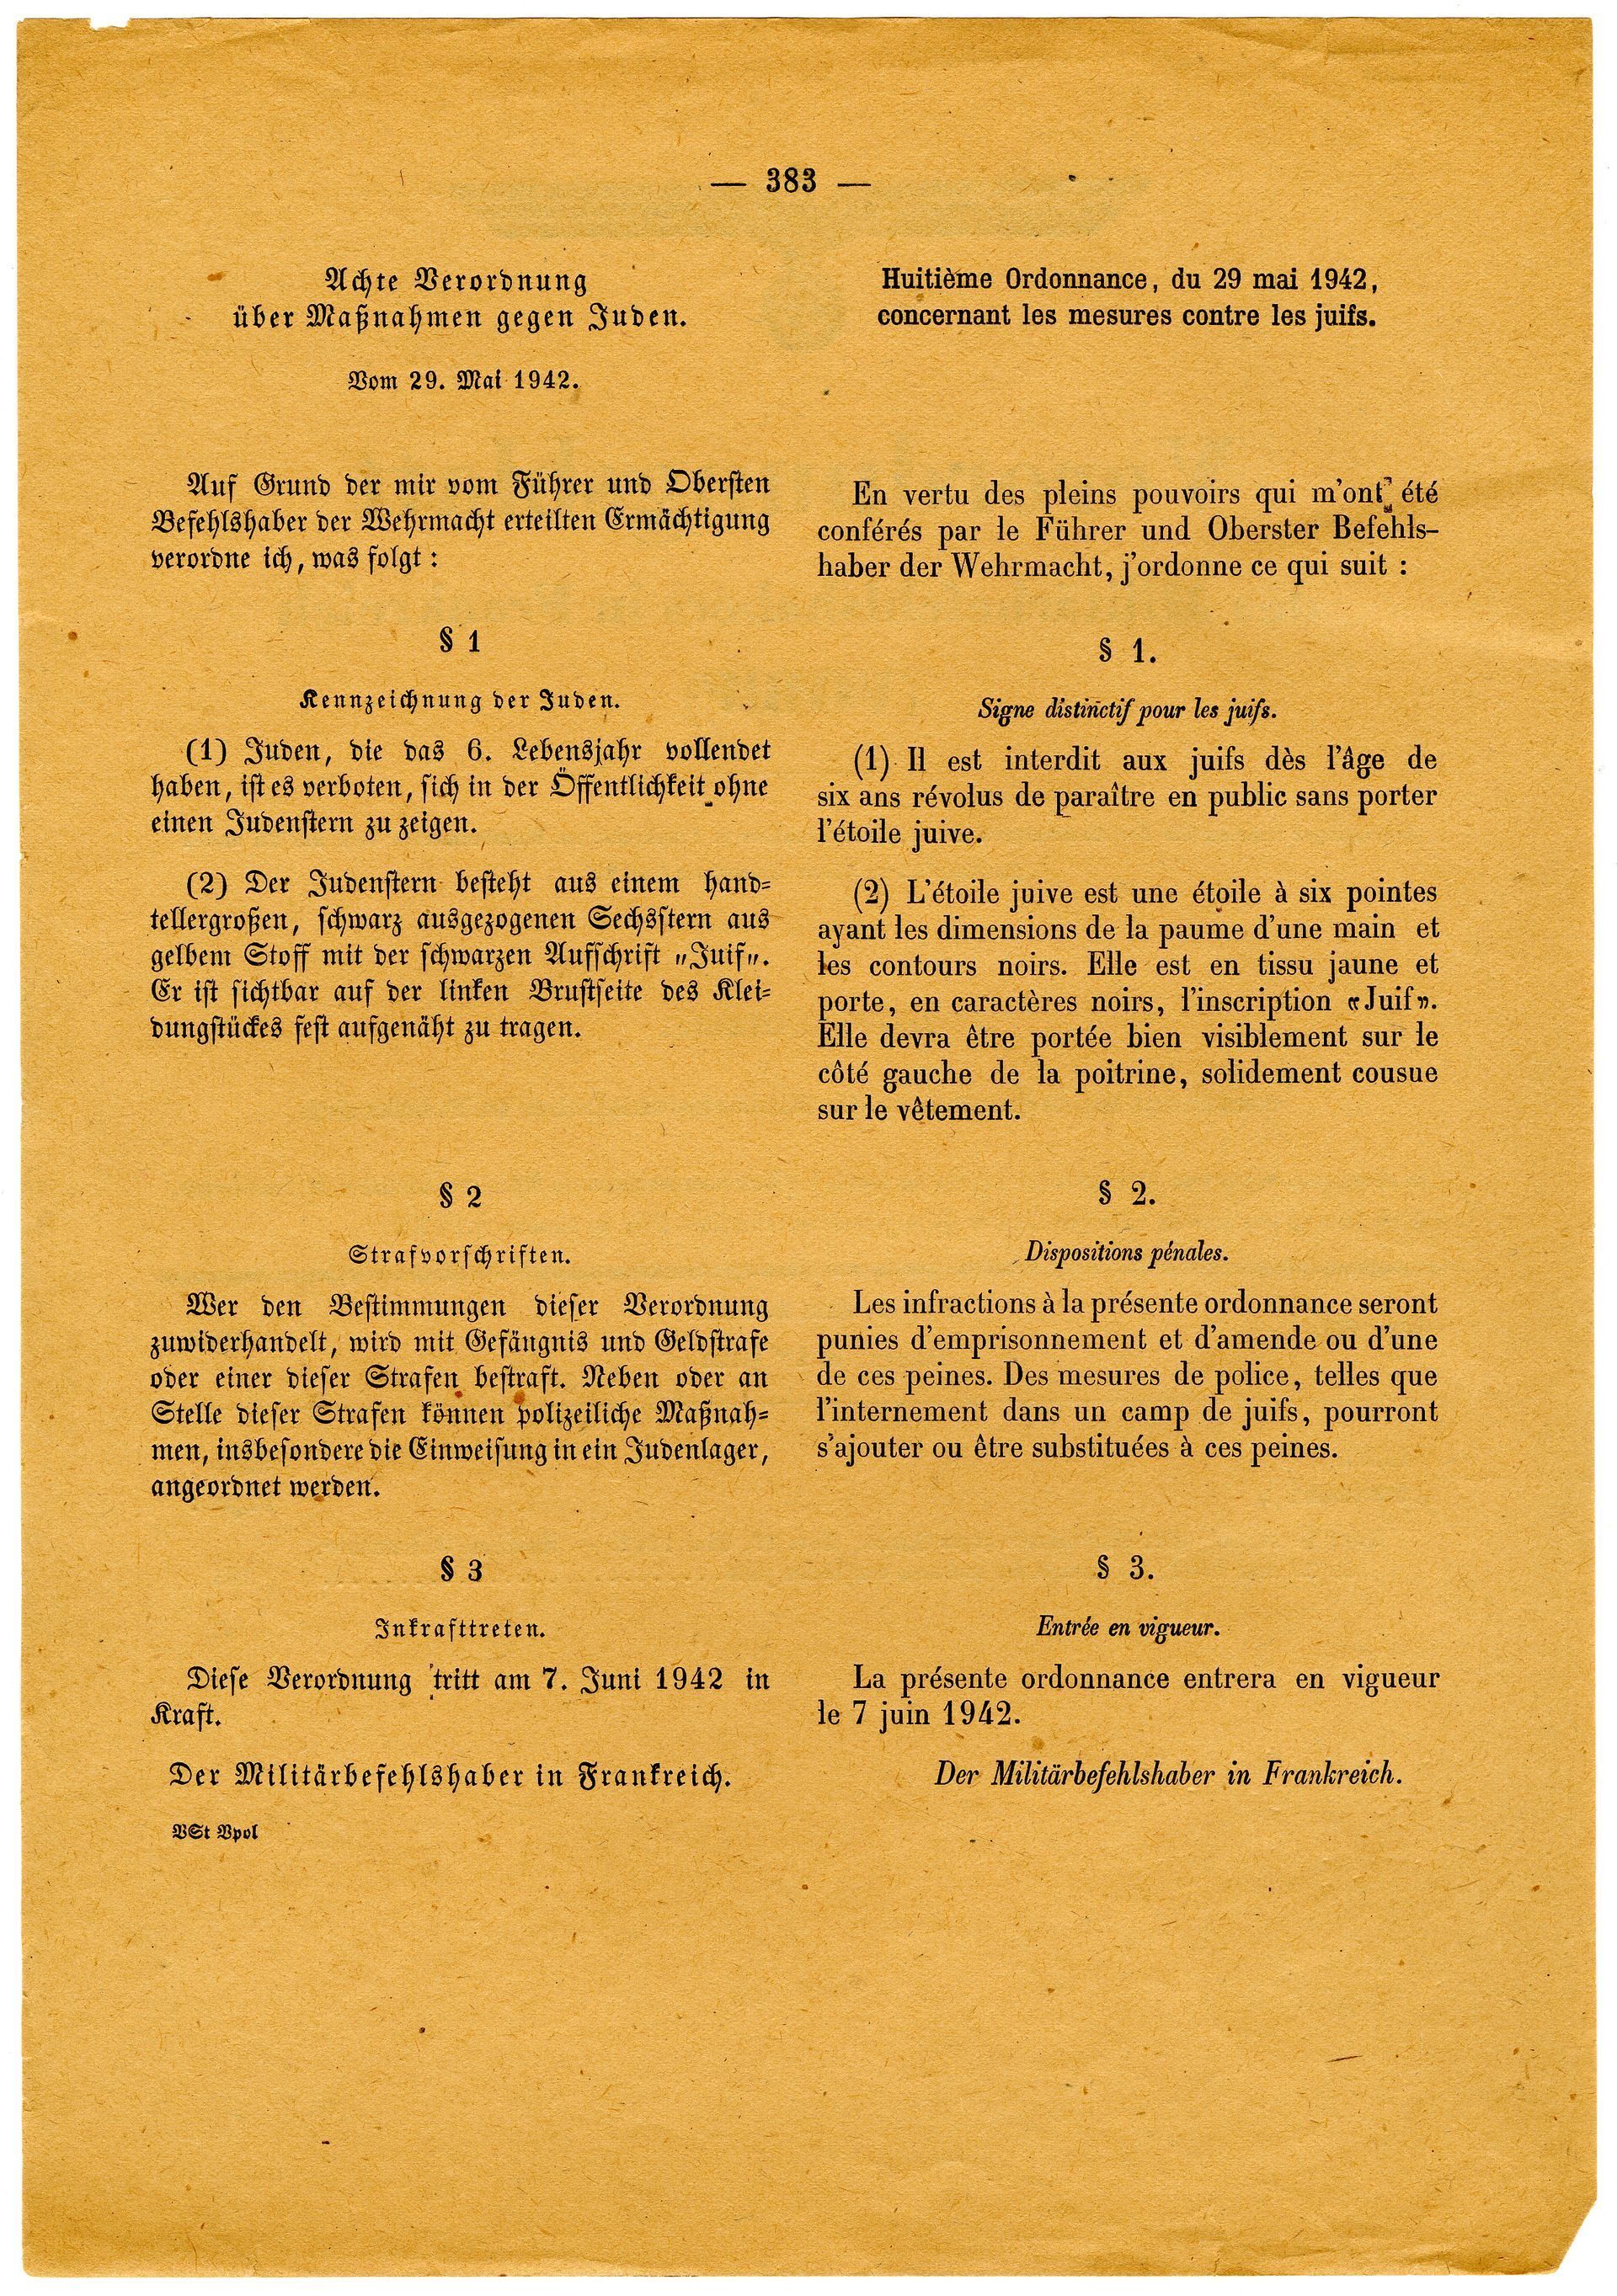 — 383 —
Achte Verordnung
über Maßnahmen gegen Juden.
Vom 29. Mai 1942.
Auf Grund der mir vom Führer und Obersten
Befehlshaber der Wehrmacht erteilten Ermächtigung
verordne ich, was folgt :
§ 1
Kennzeichnung der Juden.
(1) Juden, die das 6. Lebensjahr vollendet
haben, ist es verboten, sich in der Öffentlichkeit ohne
einen Judenstern zu zeigen.
(2) Der Judenstern besteht aus einem hand-
tellergroßen, schwarz ausgezogenen Sechsstern aus
gelbem Stoff mit der schwarzen Aufschrift „Juif„.
Er ist sichtbar auf der linken Brustseite des Klei-
dungstückes fest aufgenäht zu tragen.
§ 2
Strafvorschriften.
Wer den Bestimmungen dieser Verordnung
zuwiderhandelt, wird mit Gefängnis und Geldstrafe
oder einer dieser Strafen bestraft. Neben oder an
Stelle dieser Strafen können polizeiliche Maßnah-
men, insbesondere die Einweisung in ein Judenlager,
angeordnet werden.
§ 3
Inkrafttreten.
Diese Verordnung tritt am 7. Juni 1942 in
Kraft.
Der Militärbefehlshaber in Frankreich.
VSt Vpol
Huitième Ordonnance, du 29 mai 1942,
concernant les mesures contre les juifs.
En vertu des pleins pouvoirs qui m'ont été
conférés par le Führer und Oberster Befehls-
haber der Wehrmacht, j'ordonne ce qui suit :
§ 1.
Signe distinctif pour les juifs.
(1) Il est interdit aux juifs dès l'âge de
six ans révolus de paraître en public sans porter
l'étoile juive.
(2) L'étoile juive est une étoile à six pointes
ayant les dimensions de la paume d'une main et
les contours noirs. Elle est en tissu jaune et
porte, en caractères noirs, l'inscription «Juif».
Elle devra être portée bien visiblement sur le
côté gauche de la poitrine, solidement cousue
sur le vêtement.
§ 2.
Dispositions pénales.
Les infractions à la présente ordonnance seront
punies d'emprisonnement et d'amende ou d'une
de ces peines. Des mesures de police, telles que
l'internement dans un camp de juifs, pourront
s'ajouter ou être substituées à ces peines.
§ 3.
Entrée en vigueur.
La présente ordonnance entrera en vigueur
le 7 juin 1942.
Der Militärbefehlshaber in Frankreich.